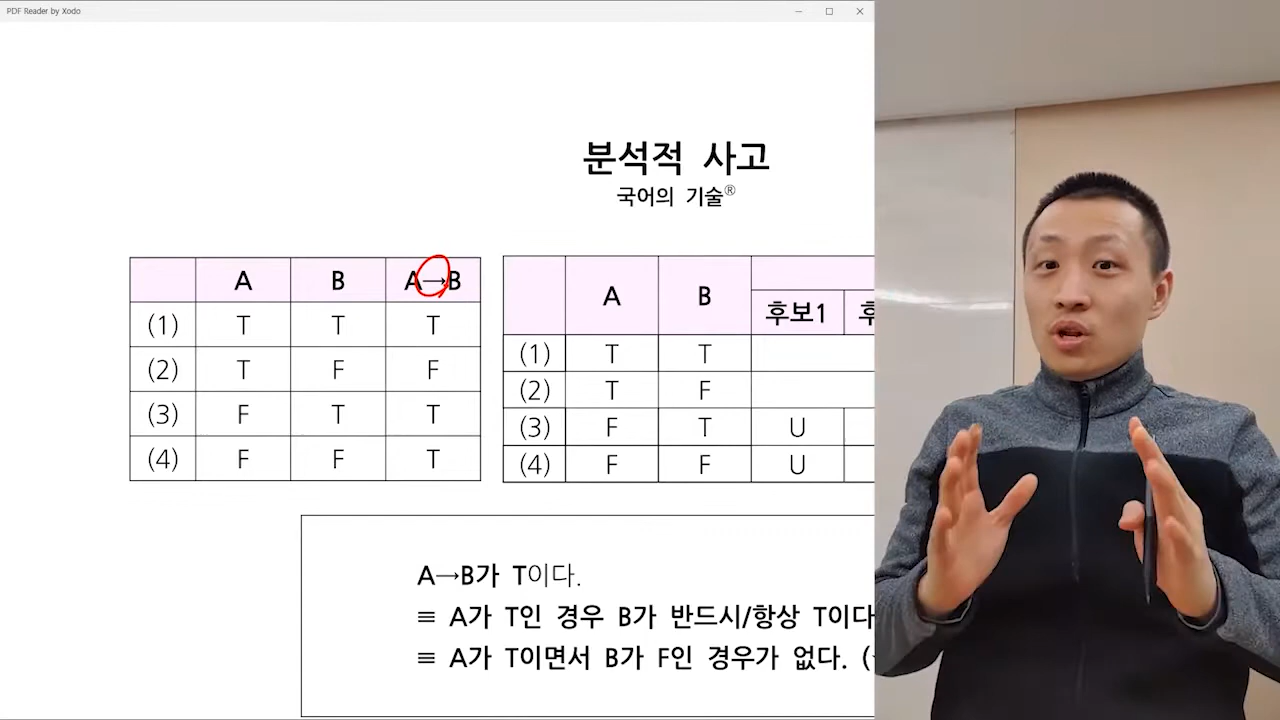 PDF Reader by Xodo
분석적 사고
국어의 기술®
A B A→B
(1) T T T
(2) T F F
(3) F T T
(4) F F T
A B
후보1 후
(1) T T
(2) T F
(3) F T U
(4) F F U
A→B가 T이다.
≡ A가 T인 경우 B가 반드시/항상 T이다
≡ A가 T이면서 B가 F인 경우가 없다. (